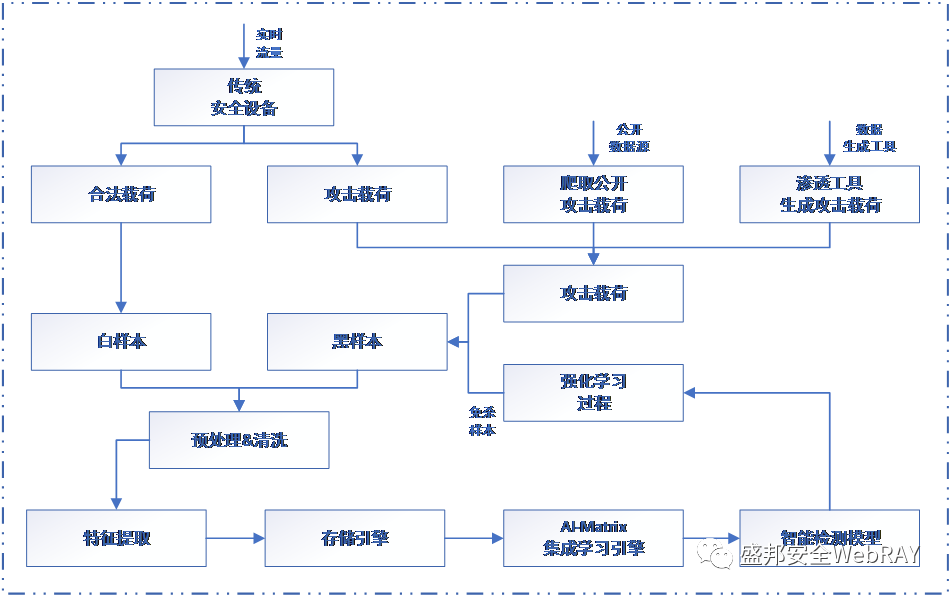 实时
流量
传统
安全设备
公开
数据源
数据
生成工具
合法载荷
攻击载荷
爬取公开
攻击载荷
渗透工具
生成攻击载荷
攻击载荷
白样本
黑样本
强化学习
过程
免杀
样本
预处理&清洗
特征提取
存储引擎
AI-Matrix
集成学习引擎
智能检测模型
盛邦安全WebRAY